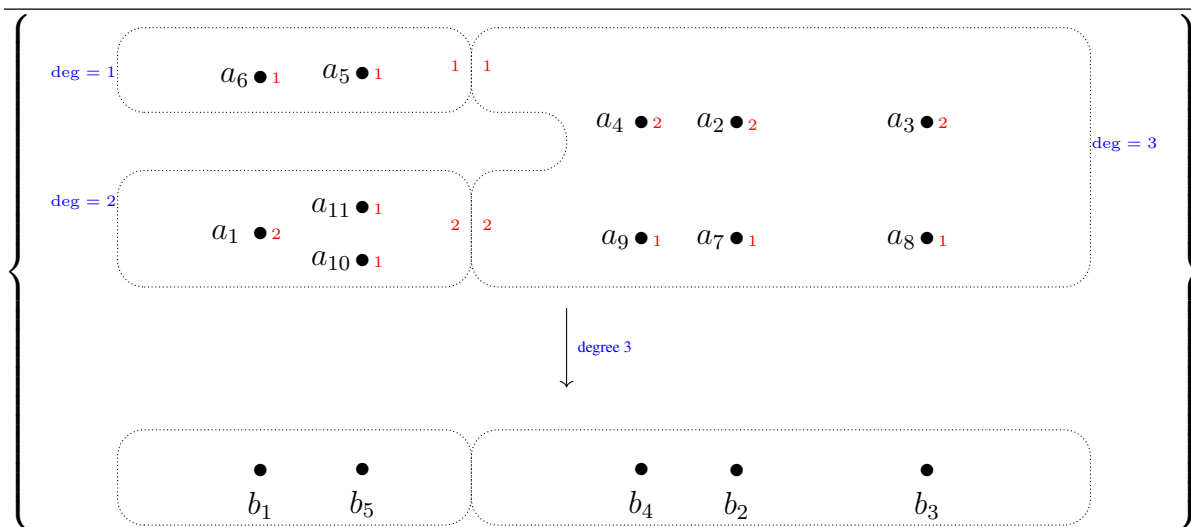 deg = 1
a₆ 1
a₅ 1
1 1
a₄ 2
a₂ 2
a₃ 2
deg = 3
deg = 2
a₁₁ 1
a₁ 2
2 2
a₁₀ 1
a₉ 1
a₇ 1
a₈ 1
degree 3
b₁ b₅ b₄ b₂ b₃